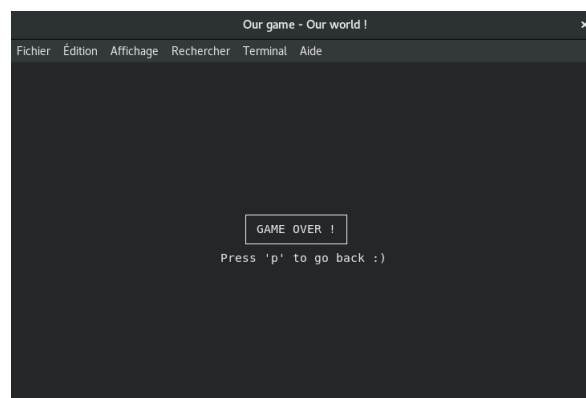 Our game - Our world !
Fichier Édition Affichage Rechercher Terminal Aide
GAME OVER !
Press 'p' to go back :)